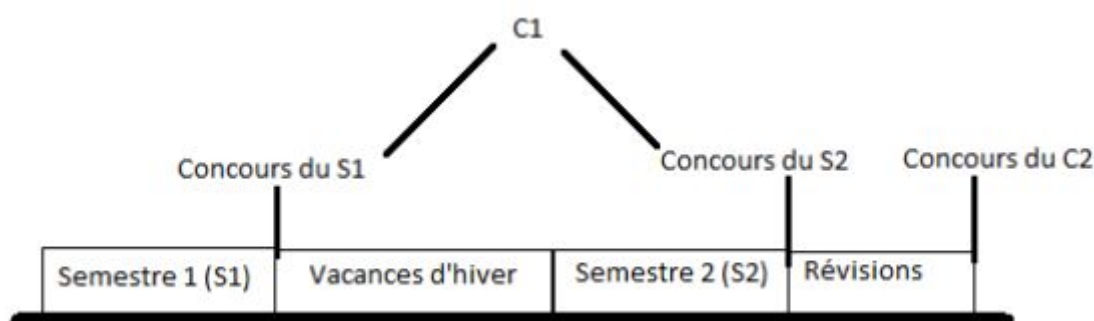 C1
Concours du S1
Concours du S2
Concours du C2
Semestre 1 (S1)
Vacances d'hiver
Semestre 2 (S2)
Révisions